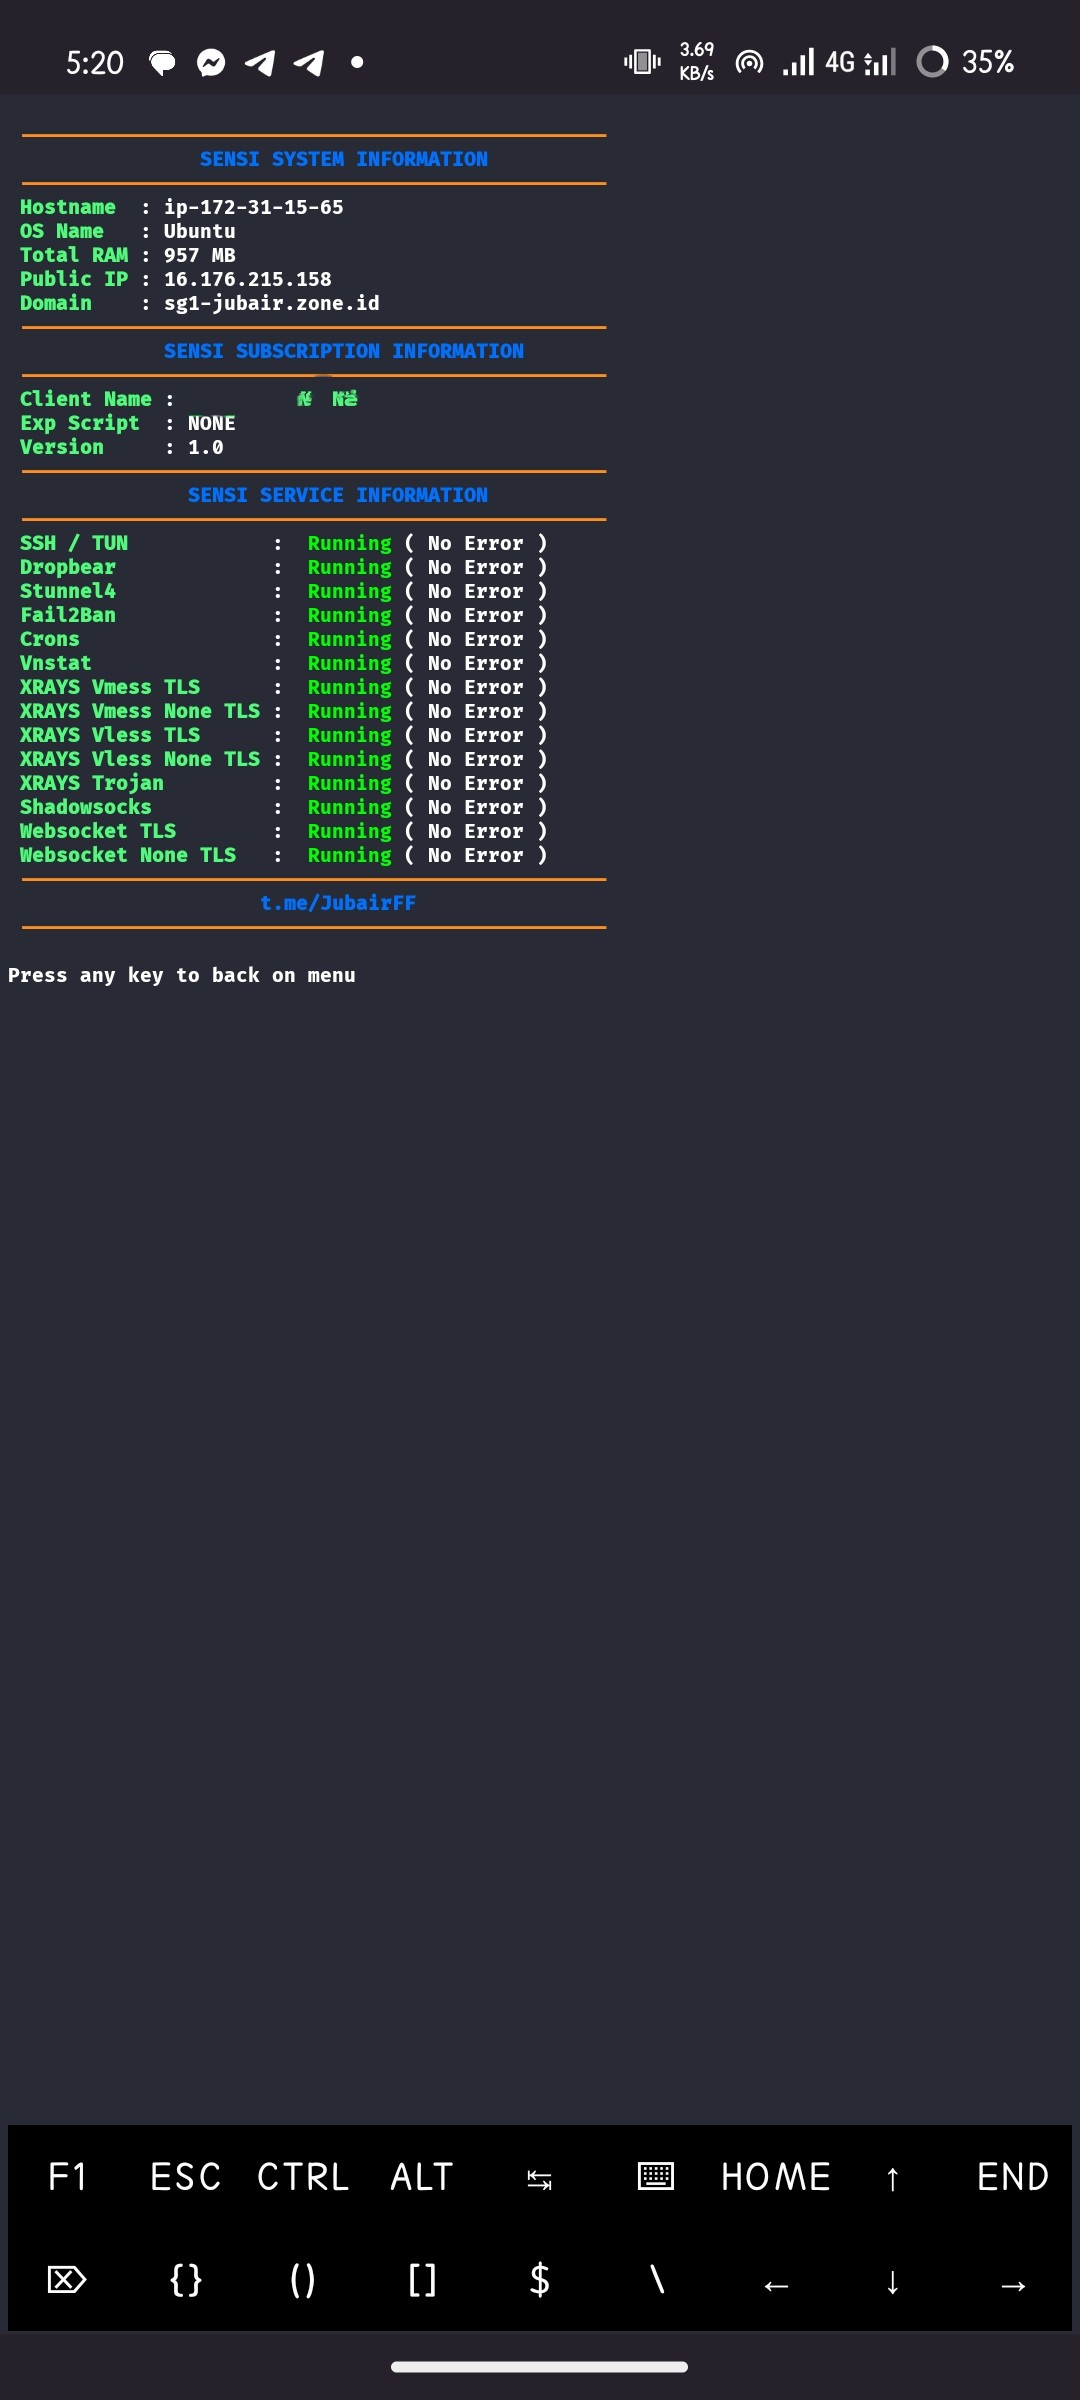 5:20 3.69 KB/s 4G 35%
SENSI SYSTEM INFORMATION
Hostname : ip-172-31-15-65
OS Name : Ubuntu
Total RAM : 957 MB
Public IP : 16.176.215.158
Domain : sg1-jubair.zone.id
SENSI SUBSCRIPTION INFORMATION
Client Name :
Exp Script : NONE
Version : 1.0
SENSI SERVICE INFORMATION
SSH / TUN : Running ( No Error )
Dropbear : Running ( No Error )
Stunnel4 : Running ( No Error )
Fail2Ban : Running ( No Error )
Crons : Running ( No Error )
Vnstat : Running ( No Error )
XRAYS Vmess TLS : Running ( No Error )
XRAYS Vmess None TLS : Running ( No Error )
XRAYS Vless TLS : Running ( No Error )
XRAYS Vless None TLS : Running ( No Error )
XRAYS Trojan : Running ( No Error )
Shadowsocks : Running ( No Error )
Websocket TLS : Running ( No Error )
Websocket None TLS : Running ( No Error )
t.me/JubairFF
Press any key to back on menu
F1 ESC CTRL ALT HOME ↑ END
{} () [] $ \ ← ↓ →